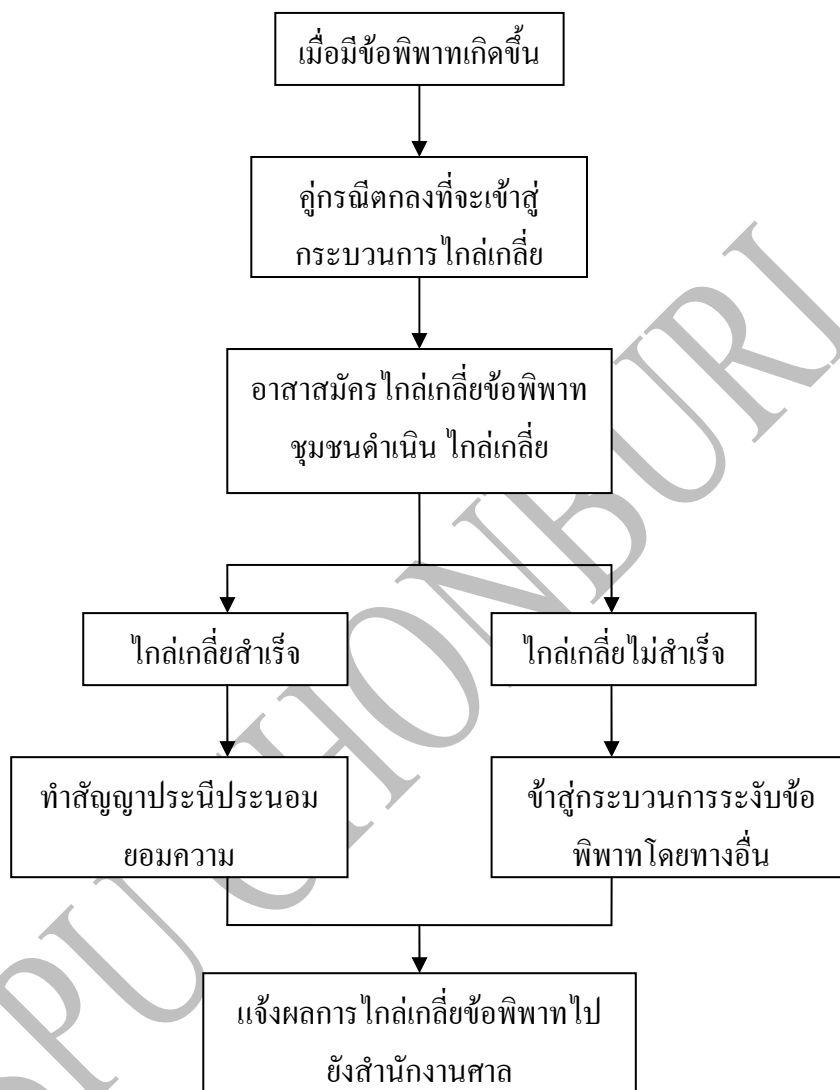 เมื่อมีข้อพิพาทเกิดขึ้น
คู่กรณีตกลงที่จะเข้าสู่
กระบวนการไกล่เกลี่ย
อาสาสมัครไกล่เกลี่ยข้อพิพาท
ชุมชนดำเนิน ไกล่เกลี่ย
ไกล่เกลี่ยสำเร็จ
ไกล่เกลี่ยไม่สำเร็จ
ทำสัญญาประนีประนอม
ยอมความ
ข้าสู่กระบวนการระงับข้อ
พิพาทโดยทางอื่น
แจ้งผลการไกล่เกลี่ยข้อพิพาทไป
ยังสำนักงานศาล
SPU CHONBURI